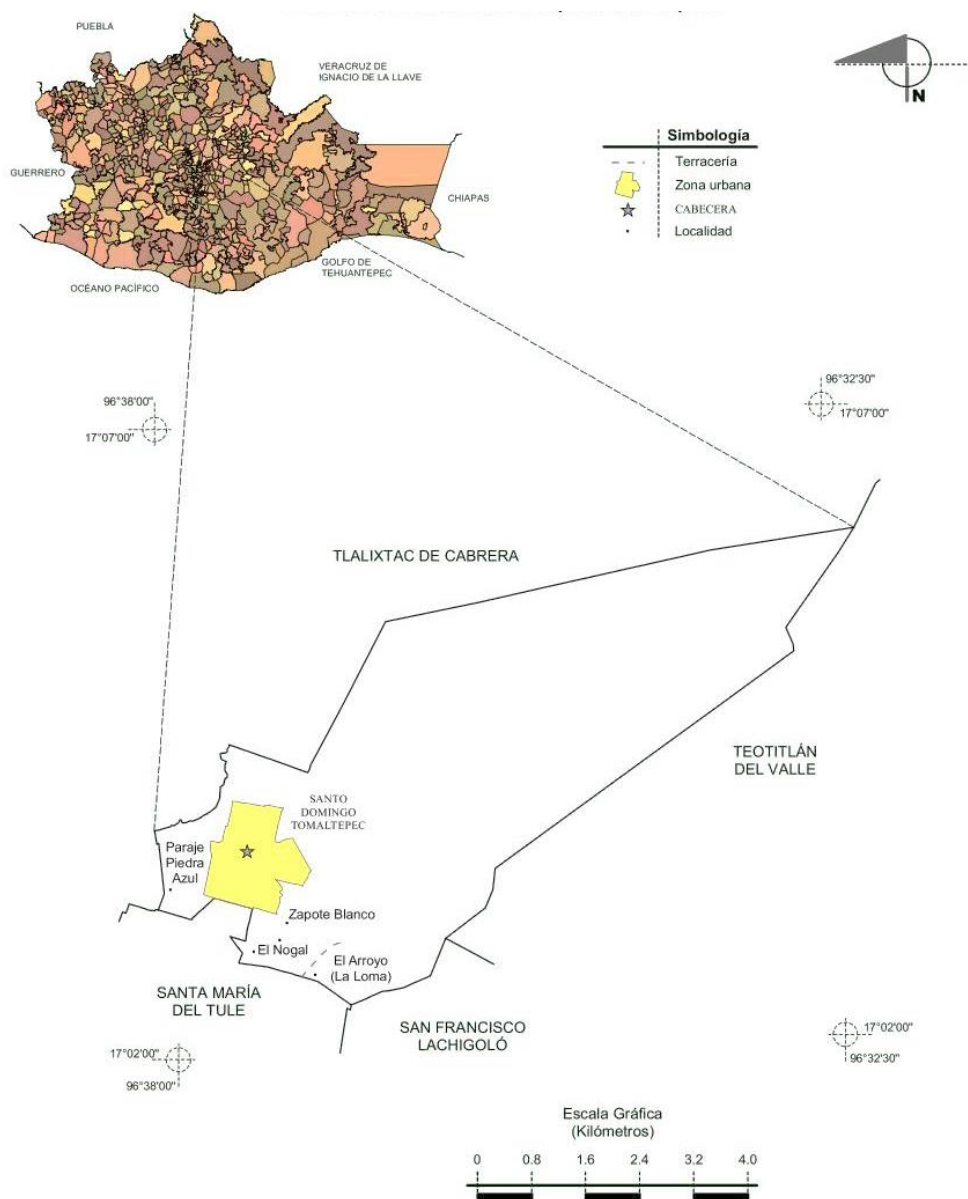 PUEBLA
VERACRUZ DE
IGNACIO DE LA LLAVE
GUERRERO
CHIAPAS
GOLFO DE
TEHUANTEPEC
OCÉANO PACÍFICO
N
Simbología
Terracería
Zona urbana
CABECERA
Localidad
96°38'00"
17°07'00"
96°32'30"
17°07'00"
TLALIXTAC DE CABRERA
TEOTITLÁN
DEL VALLE
SANTO
DOMINGO
TOMALTEPEC
Paraje
Piedra
Azul
Zapote Blanco
El Nogal
El Arroyo
(La Loma)
SANTA MARÍA
DEL TULE
SAN FRANCISCO
LACHIGOLÓ
17°02'00"
96°38'00"
17°02'00"
96°32'30"
Escala Gráfica
(Kilómetros)
0 0.8 1.6 2.4 3.2 4.0